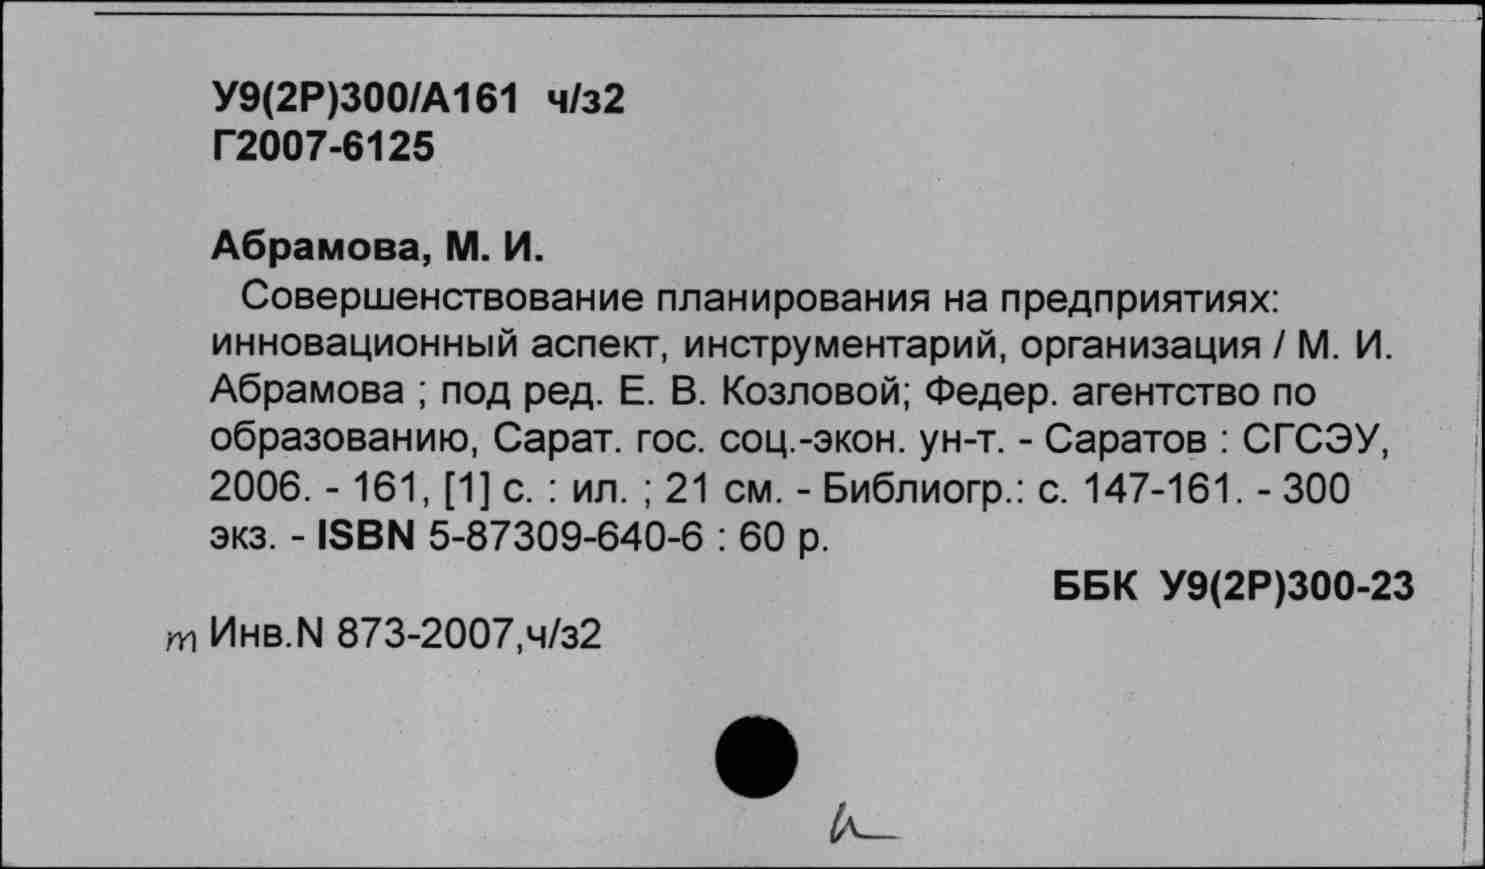 У9(2Р)300/А161 ч/з2
Г2007-6125
Абрамова, М. И.
Совершенствование планирования на предприятиях:
инновационный аспект, инструментарий, организация / М. И.
Абрамова ; под ред. Е. В. Козловой; Федер. агентство по
образованию, Сарат. гос. соц.-экон. ун-т. - Саратов : СГСЭУ,
2006. - 161, [1] с. : ил. ; 21 см. - Библиогр.: с. 147-161. - 300
экз. - ISBN 5-87309-640-6 : 60 р.
ББК У9(2Р)300-23
т Инв.N 873-2007,ч/з2